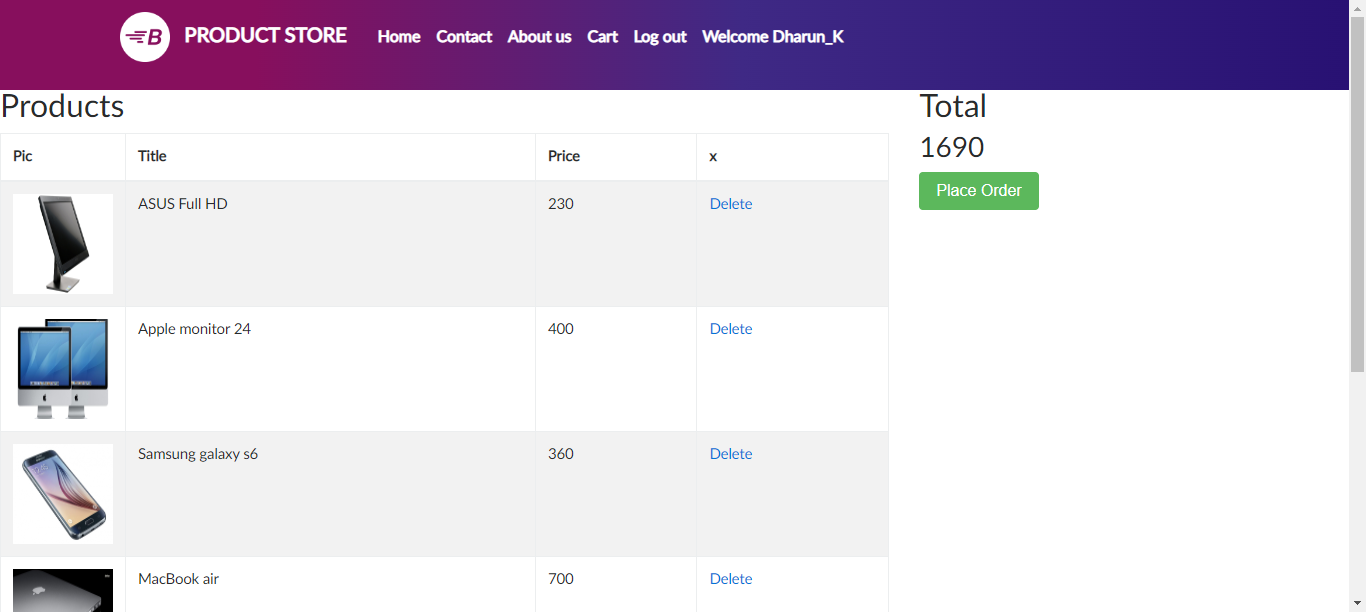 B PRODUCT STORE Home Contact About us Cart Log out Welcome Dharun_K
Products
Total
1690
Place Order
Pic Title Price x
ASUS Full HD 230 Delete
Apple monitor 24 400 Delete
Samsung galaxy s6 360 Delete
MacBook air 700 Delete